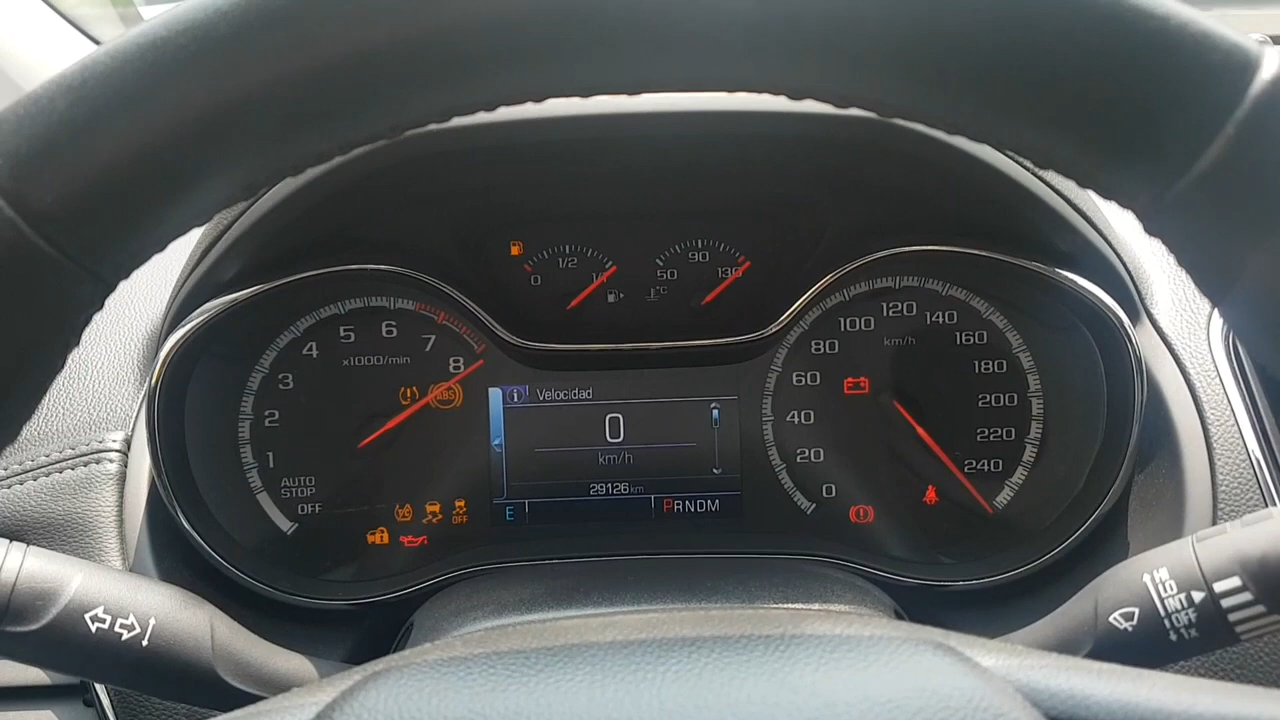 1/2
0
1/1
90
50
130
°C
5
6
4
7
3
8
x1000/min
2
1
AUTO
STOP
OFF
ABS
OFF
i Velocidad
0
km/h
29126 km
E
PRNDM
120
100
140
km/h
80
160
60
180
200
40
220
20
240
0
HI
LO
INT
OFF
1x